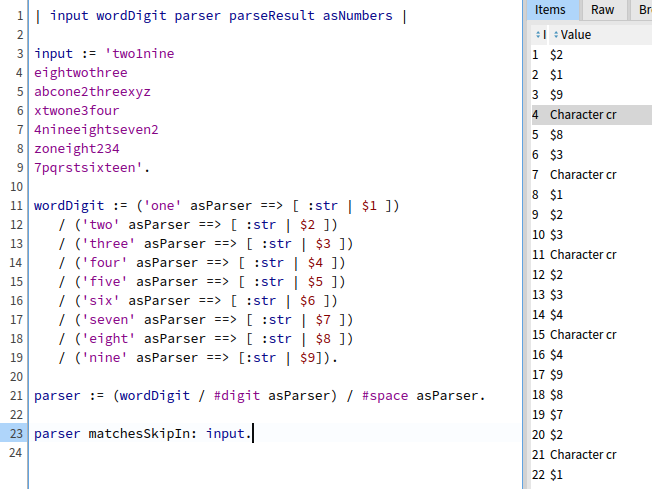 1 | input wordDigit parser parseResult asNumbers |
2
3 input := 'two1nine
4 eightwothree
5 abcone2threexyz
6 xtwone3four
7 4nineeightseven2
8 zoneight234
9 7pqrstsixteen'.
10
11 wordDigit := ('one' asParser ==> [ :str | $1 ])
12 / ('two' asParser ==> [ :str | $2 ])
13 / ('three' asParser ==> [ :str | $3 ])
14 / ('four' asParser ==> [ :str | $4 ])
15 / ('five' asParser ==> [ :str | $5 ])
16 / ('six' asParser ==> [ :str | $6 ])
17 / ('seven' asParser ==> [ :str | $7 ])
18 / ('eight' asParser ==> [ :str | $8 ])
19 / ('nine' asParser ==> [:str | $9]).
20
21 parser := (wordDigit / #digit asParser) / #space asParser.
22
23 parser matchesSkipIn: input.
24
Items Raw Br
I Value
1 $2
2 $1
3 $9
4 Character cr
5 $8
6 $3
7 Character cr
8 $1
9 $2
10 $3
11 Character cr
12 $2
13 $3
14 $4
15 Character cr
16 $4
17 $9
18 $8
19 $7
20 $2
21 Character cr
22 $1